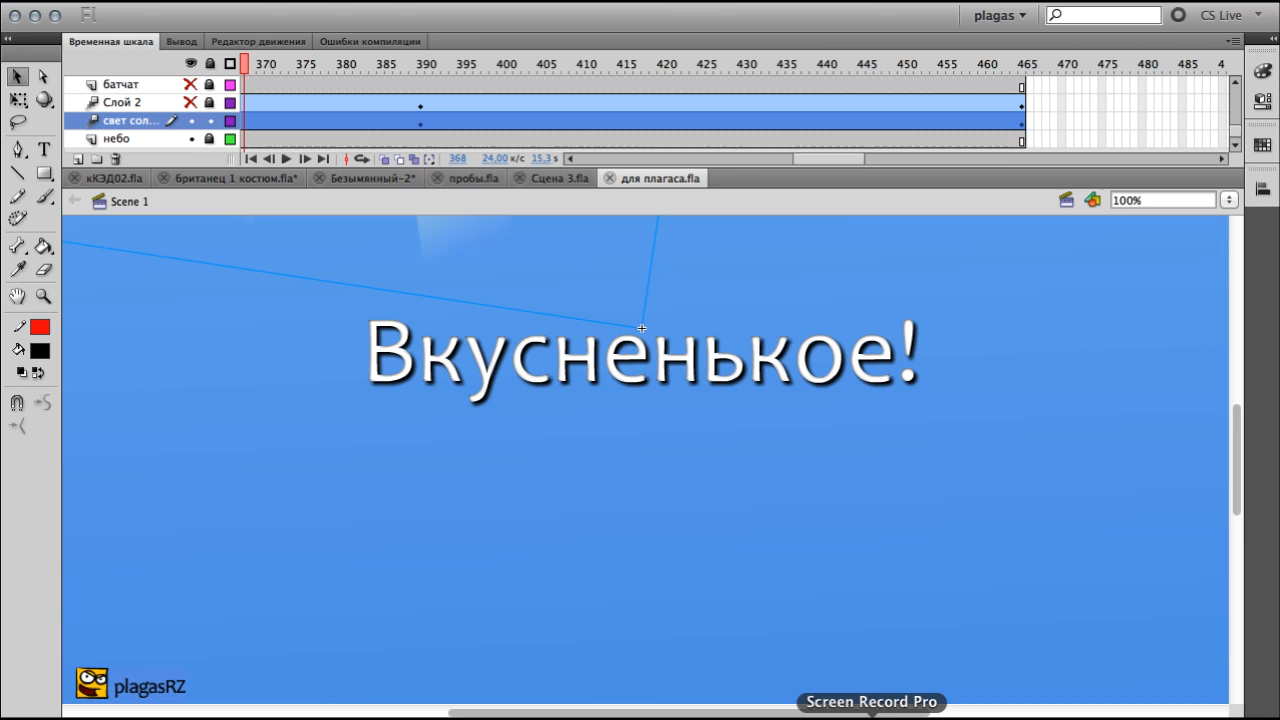 Fl
plagas
CS Live
Временная шкала
Вывод
Редактор движения
Ошибки компиляции
370 375 380 385 390 395 400 405 410 415 420 425 430 435 440 445 450 455 460 465 470 475 480 485 4
батчат
Слой 2
свет сол...
небо
368
24,00 к/с
15,3 s
кКЭД02.fla
британец 1 костюм.fla*
Безымянный-2*
пробы.fla
Сцена 3.fla
для плагаса.fla
Scene 1
100%
T
Вкусненькое!
plagasRZ
Screen Record Pro